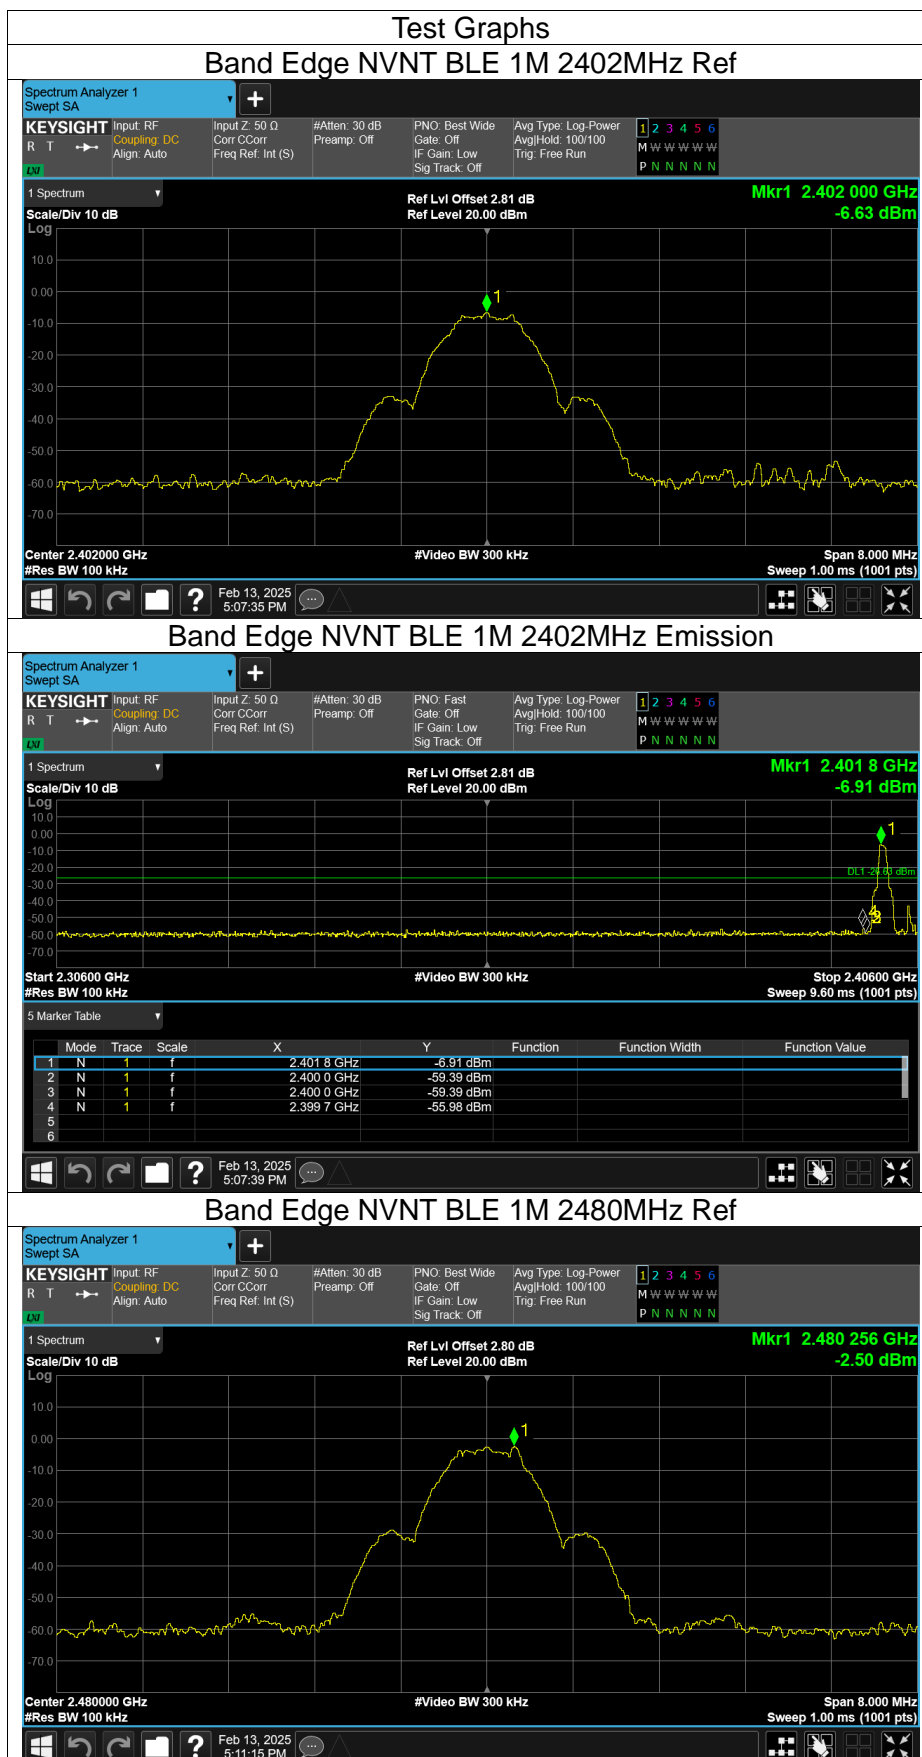 Test Graphs
Band Edge NVNT BLE 1M 2402MHz Ref
Spectrum Analyzer 1
Swept SA
KEYSIGHT Input: RF Input Z: 50 Ω #Atten: 30 dB PNO: Best Wide Avg Type: Log-Power 1 2 3 4 5 6
R T Coupling: DC Corr CCorr Preamp: Off Gate: Off Avg|Hold: 100/100 M W W W W W
Align: Auto Freq Ref: Int (S) IF Gain: Low Trig: Free Run
LXI Sig Track: Off P N N N N N
1 Spectrum Ref Lvl Offset 2.81 dB Mkr1 2.402 000 GHz
Scale/Div 10 dB Ref Level 20.00 dBm -6.63 dBm
Log
10.0
0.00
1
-10.0
-20.0
-30.0
-40.0
-50.0
-60.0
-70.0
Center 2.402000 GHz #Video BW 300 kHz Span 8.000 MHz
#Res BW 100 kHz Sweep 1.00 ms (1001 pts)
? Feb 13, 2025
5:07:35 PM
Band Edge NVNT BLE 1M 2402MHz Emission
Spectrum Analyzer 1
Swept SA
KEYSIGHT Input: RF Input Z: 50 Ω #Atten: 30 dB PNO: Fast Avg Type: Log-Power 1 2 3 4 5 6
R T Coupling: DC Corr CCorr Preamp: Off Gate: Off Avg|Hold: 100/100 M W W W W W
Align: Auto Freq Ref: Int (S) IF Gain: Low Trig: Free Run
LXI Sig Track: Off P N N N N N
1 Spectrum Ref Lvl Offset 2.81 dB Mkr1 2.401 8 GHz
Scale/Div 10 dB Ref Level 20.00 dBm -6.91 dBm
Log
10.0
0.00 1
-10.0
-20.0 DL1 -26.63 dBm
-30.0
-40.0
-50.0
-60.0
-70.0
Start 2.30600 GHz #Video BW 300 kHz Stop 2.40600 GHz
#Res BW 100 kHz Sweep 9.60 ms (1001 pts)
5 Marker Table
Mode Trace Scale X Y Function Function Width Function Value
1 N 1 f 2.401 8 GHz -6.91 dBm
2 N 1 f 2.400 0 GHz -59.39 dBm
3 N 1 f 2.400 0 GHz -59.39 dBm
4 N 1 f 2.399 7 GHz -55.98 dBm
5
6
? Feb 13, 2025
5:07:39 PM
Band Edge NVNT BLE 1M 2480MHz Ref
Spectrum Analyzer 1
Swept SA
KEYSIGHT Input: RF Input Z: 50 Ω #Atten: 30 dB PNO: Best Wide Avg Type: Log-Power 1 2 3 4 5 6
R T Coupling: DC Corr CCorr Preamp: Off Gate: Off Avg|Hold: 100/100 M W W W W W
Align: Auto Freq Ref: Int (S) IF Gain: Low Trig: Free Run
LXI Sig Track: Off P N N N N N
1 Spectrum Ref Lvl Offset 2.80 dB Mkr1 2.480 256 GHz
Scale/Div 10 dB Ref Level 20.00 dBm -2.50 dBm
Log
10.0
1
0.00
-10.0
-20.0
-30.0
-40.0
-50.0
-60.0
-70.0
Center 2.480000 GHz #Video BW 300 kHz Span 8.000 MHz
#Res BW 100 kHz Sweep 1.00 ms (1001 pts)
? Feb 13, 2025
5:11:15 PM